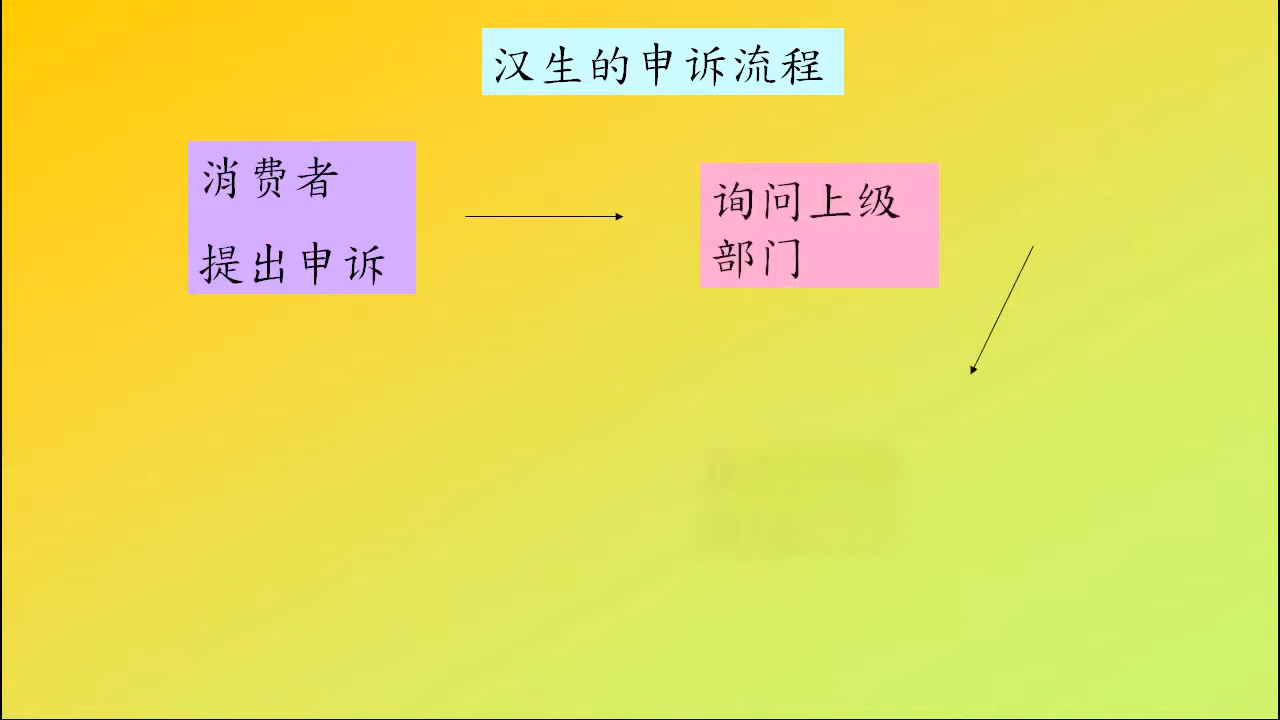 汉生的申诉流程
消费者
提出申诉
询问上级
部门